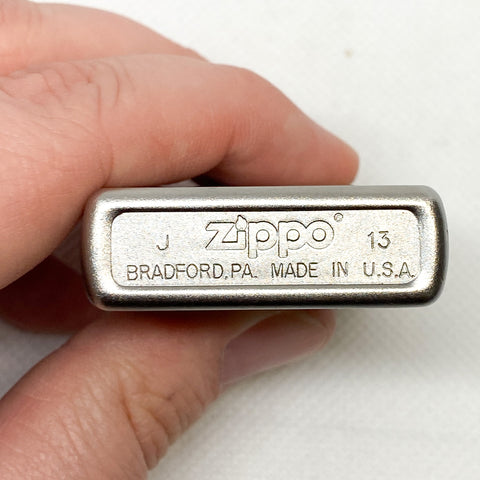 J Zippo® 13
BRADFORD, PA. MADE IN U.S.A.